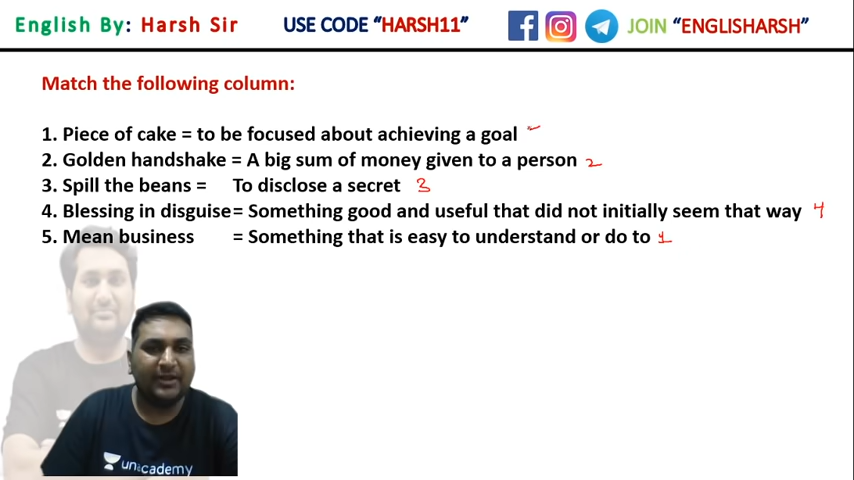 English By: Harsh Sir USE CODE “HARSH11” JOIN “ENGLISHARSH”
Match the following column:
1. Piece of cake = to be focused about achieving a goal
2. Golden handshake = A big sum of money given to a person 2
3. Spill the beans = To disclose a secret 3
4. Blessing in disguise= Something good and useful that did not initially seem that way 4
5. Mean business = Something that is easy to understand or do to 1
unacademy